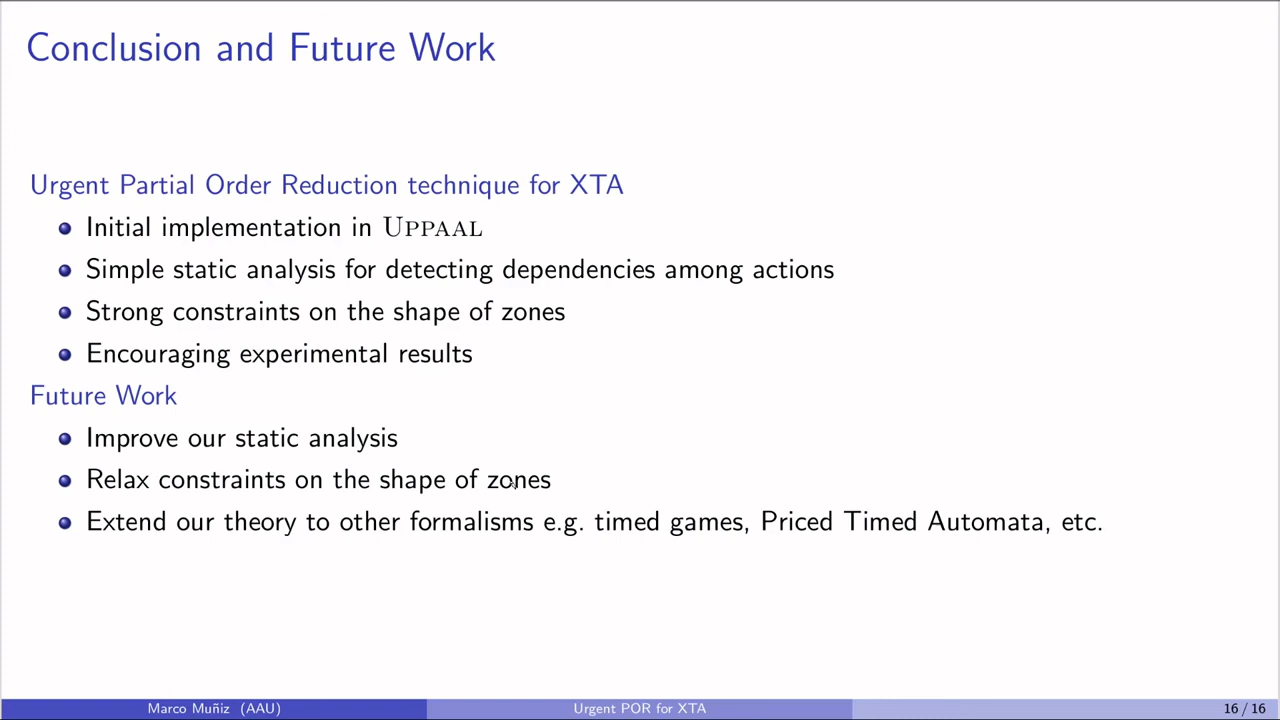 Conclusion and Future Work
Urgent Partial Order Reduction technique for XTA
Initial implementation in UPPAAL
Simple static analysis for detecting dependencies among actions
Strong constraints on the shape of zones
Encouraging experimental results
Future Work
Improve our static analysis
Relax constraints on the shape of zones
Extend our theory to other formalisms e.g. timed games, Priced Timed Automata, etc.
Marco Muñiz (AAU) Urgent POR for XTA 16 / 16